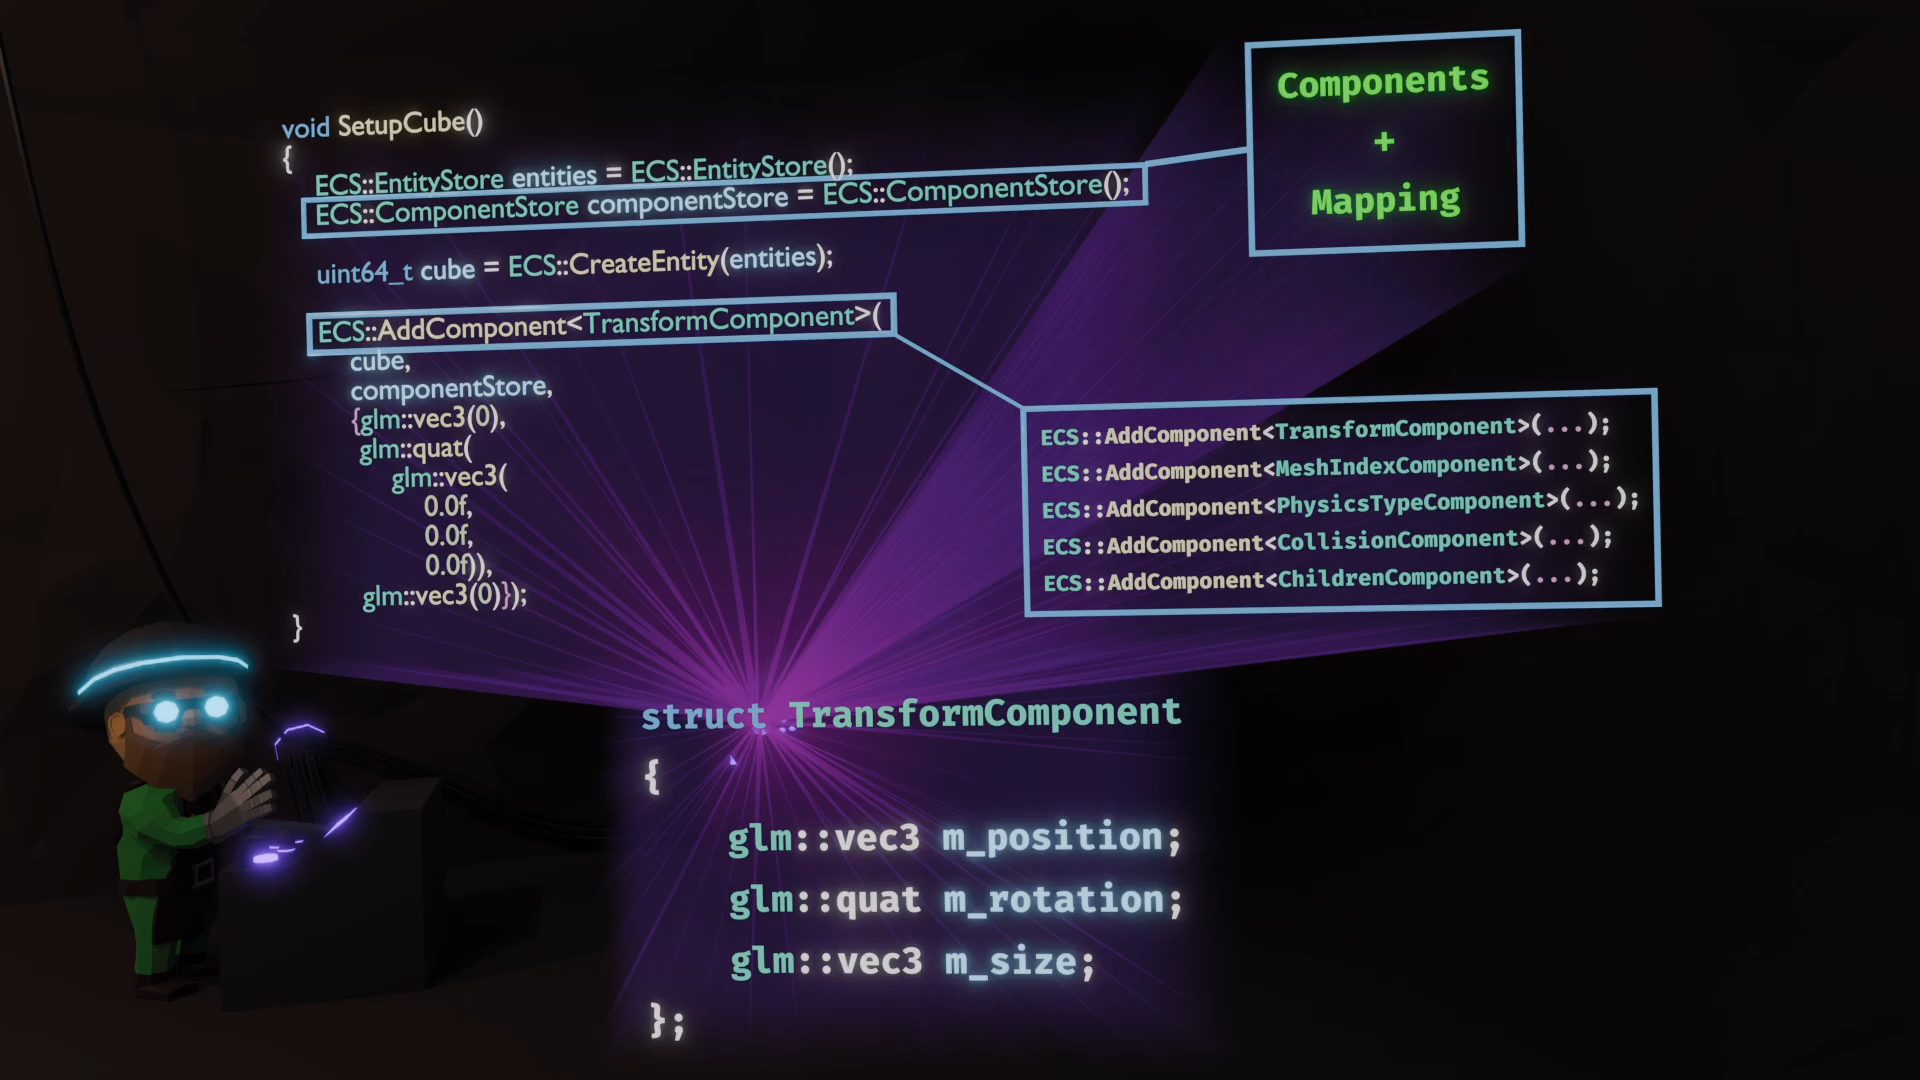 void SetupCube()
{
ECS::EntityStore entities = ECS::EntityStore();
ECS::ComponentStore componentStore = ECS::ComponentStore();
uint64_t cube = ECS::CreateEntity(entities);
ECS::AddComponent<TransformComponent>(
cube,
componentStore,
{glm::vec3(0),
glm::quat(
glm::vec3(
0.0f,
0.0f,
0.0f)),
glm::vec3(0)});
}
Components
+
Mapping
ECS::AddComponent<TransformComponent>(...);
ECS::AddComponent<MeshIndexComponent>(...);
ECS::AddComponent<PhysicsTypeComponent>(...);
ECS::AddComponent<CollisionComponent>(...);
ECS::AddComponent<ChildrenComponent>(...);
struct TransformComponent
{
glm::vec3 m_position;
glm::quat m_rotation;
glm::vec3 m_size;
};